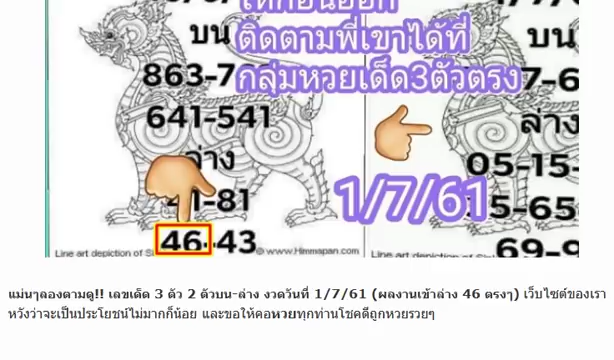 บน
ติดตามพี่เขาได้ที่
บน
863-7
กลุ่มหวยเด็ด3ตัวตรง
7-6
641-541
ล่าง
ล่าง
05-15-
1-81
1/7/61
5-65
46-43
69-9
Line art depiction of Si
© www.Himmapan.com
Line art depiction of S
แม่นๆลองตามดู!! เลขเด็ด 3 ตัว 2 ตัวบน-ล่าง งวดวันที่ 1/7/61 (ผลงานเข้าล่าง 46 ตรงๆ) เว็บไซต์ของเรา
หวังว่าจะเป็นประโยชน์ไม่มากก็น้อย และขอให้คอหวยทุกท่านโชคดีถูกหวยรวยๆ